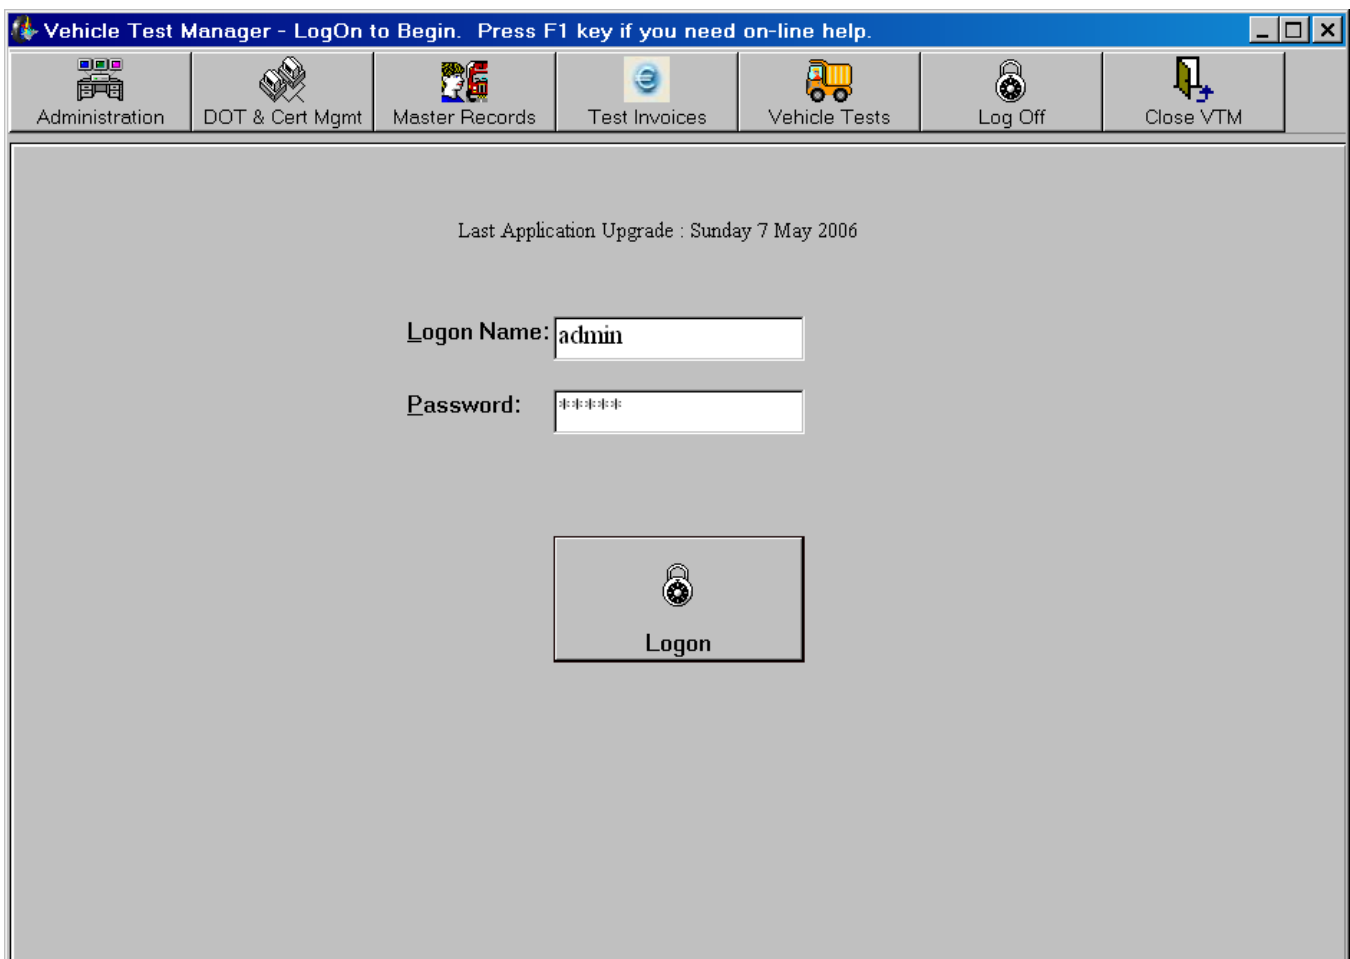 Vehicle Test Manager - LogOn to Begin. Press F1 key if you need on-line help.
Administration DOT & Cert Mgmt Master Records Test Invoices Vehicle Tests Log Off Close VTM
Last Application Upgrade : Sunday 7 May 2006
Logon Name: admin
Password: *****
Logon